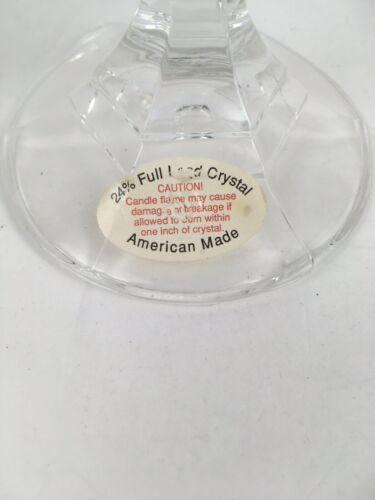 24% Full Lead Crystal
CAUTION!
Candle flame may cause
damage or breakage if
allowed to burn within
one inch of crystal.
American Made